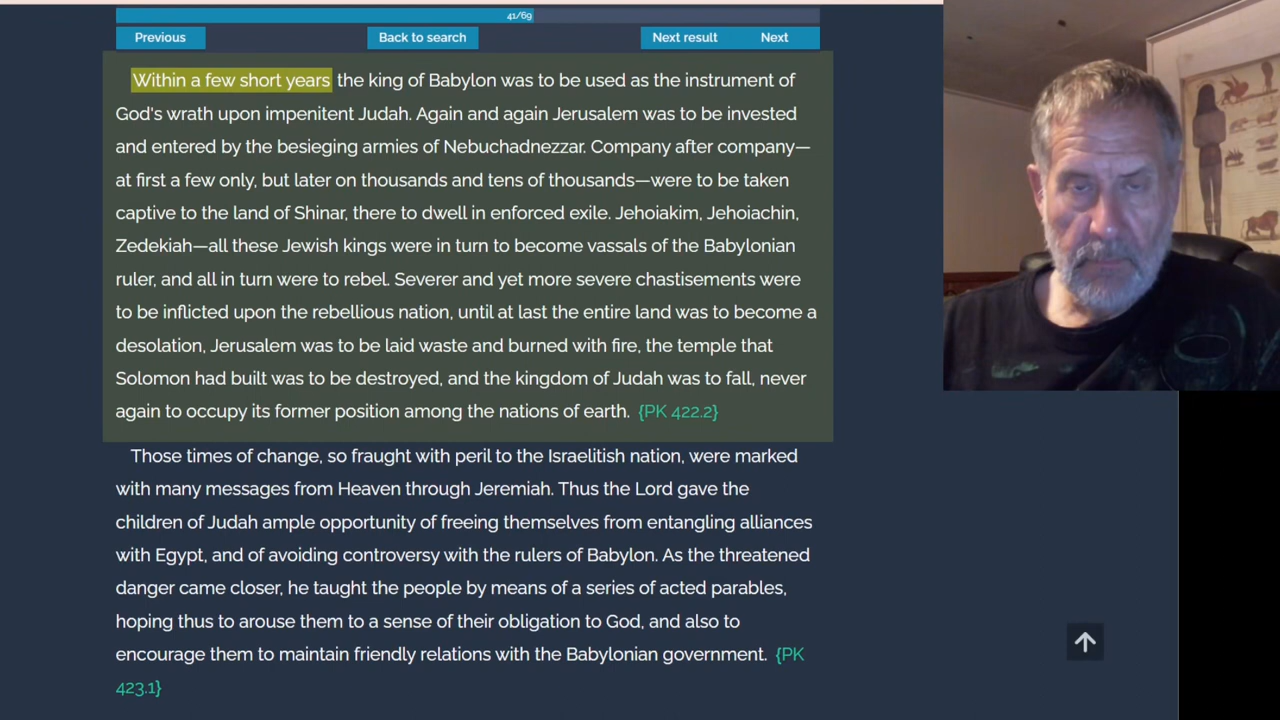 41/69
Previous
Back to search
Next result
Next
Within a few short years the king of Babylon was to be used as the instrument of
God's wrath upon impenitent Judah. Again and again Jerusalem was to be invested
and entered by the besieging armies of Nebuchadnezzar. Company after company—
at first a few only, but later on thousands and tens of thousands—were to be taken
captive to the land of Shinar, there to dwell in enforced exile. Jehoiakim, Jehoiachin,
Zedekiah—all these Jewish kings were in turn to become vassals of the Babylonian
ruler, and all in turn were to rebel. Severer and yet more severe chastisements were
to be inflicted upon the rebellious nation, until at last the entire land was to become a
desolation, Jerusalem was to be laid waste and burned with fire, the temple that
Solomon had built was to be destroyed, and the kingdom of Judah was to fall, never
again to occupy its former position among the nations of earth. {PK 422.2}
Those times of change, so fraught with peril to the Israelitish nation, were marked
with many messages from Heaven through Jeremiah. Thus the Lord gave the
children of Judah ample opportunity of freeing themselves from entangling alliances
with Egypt, and of avoiding controversy with the rulers of Babylon. As the threatened
danger came closer, he taught the people by means of a series of acted parables,
hoping thus to arouse them to a sense of their obligation to God, and also to
encourage them to maintain friendly relations with the Babylonian government. {PK
423.1}